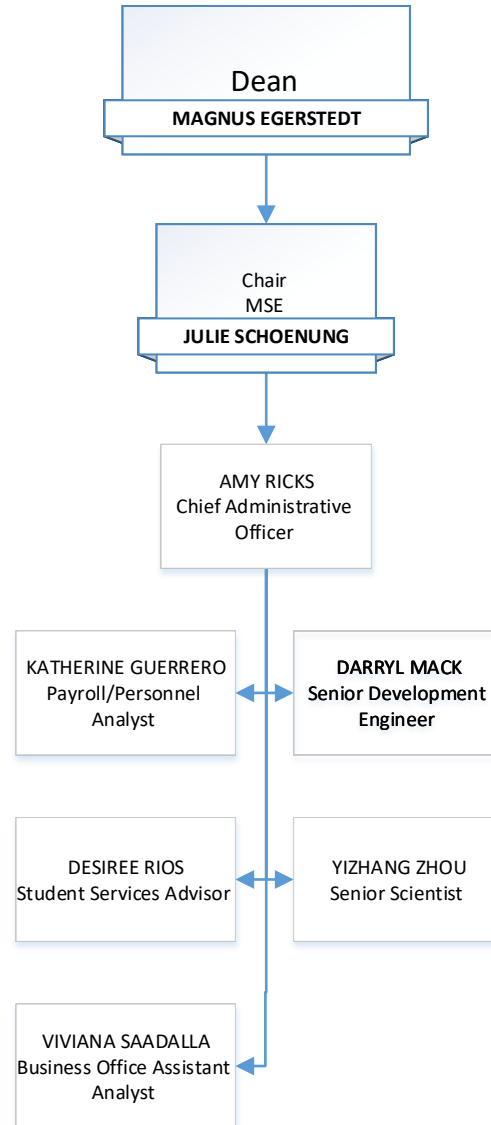 Dean
MAGNUS EGERSTEDT
Chair
MSE
JULIE SCHOENUNG
AMY RICKS
Chief Administrative
Officer
KATHERINE GUERRERO
Payroll/Personnel
Analyst
DARRYL MACK
Senior Development
Engineer
DESIREE RIOS
Student Services Advisor
YIZHANG ZHOU
Senior Scientist
VIVIANA SAADALLA
Business Office Assistant
Analyst